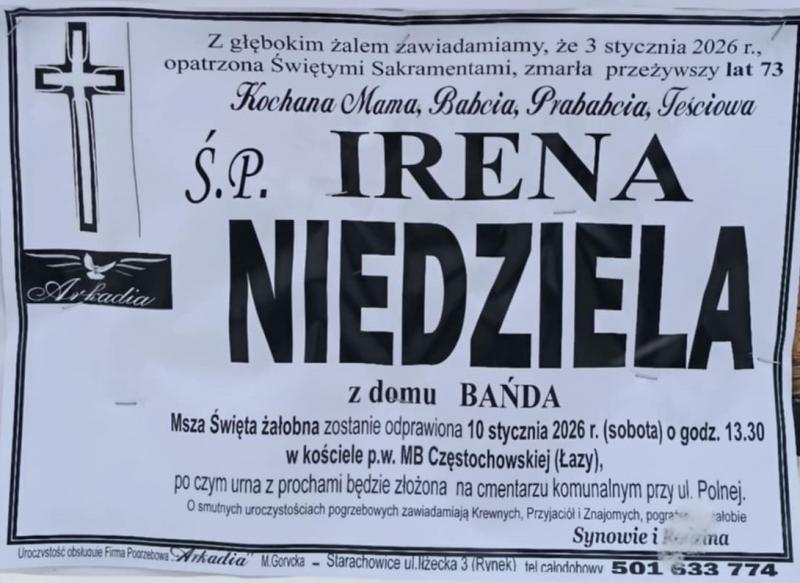 Z głębokim żalem zawiadamiamy, że 3 stycznia 2026 r.,
opatrzona Świętymi Sakramentami, zmarła przeżywszy lat 73
Kochana Mama, Babcia, Prababcia, Teściowa
Ś.P. IRENA
NIEDZIELA
Arkadia
z domu BAŃDA
Msza Święta żałobna zostanie odprawiona 10 stycznia 2026 r. (sobota) o godz. 13.30
w kościele p.w. MB Częstochowskiej (Łazy),
po czym urna z prochami będzie złożona na cmentarzu komunalnym przy ul. Polnej.
O smutnych uroczystościach pogrzebowych zawiadamiają Krewnych, Przyjaciół i Znajomych,
Synowie i
Uroczystość obsługuje Firma Pogrzebowa "Arkadia" M.Gorycka – Starachowice ul.Iłżecka 3 (Rynek) tel całodobowy 501 633 774